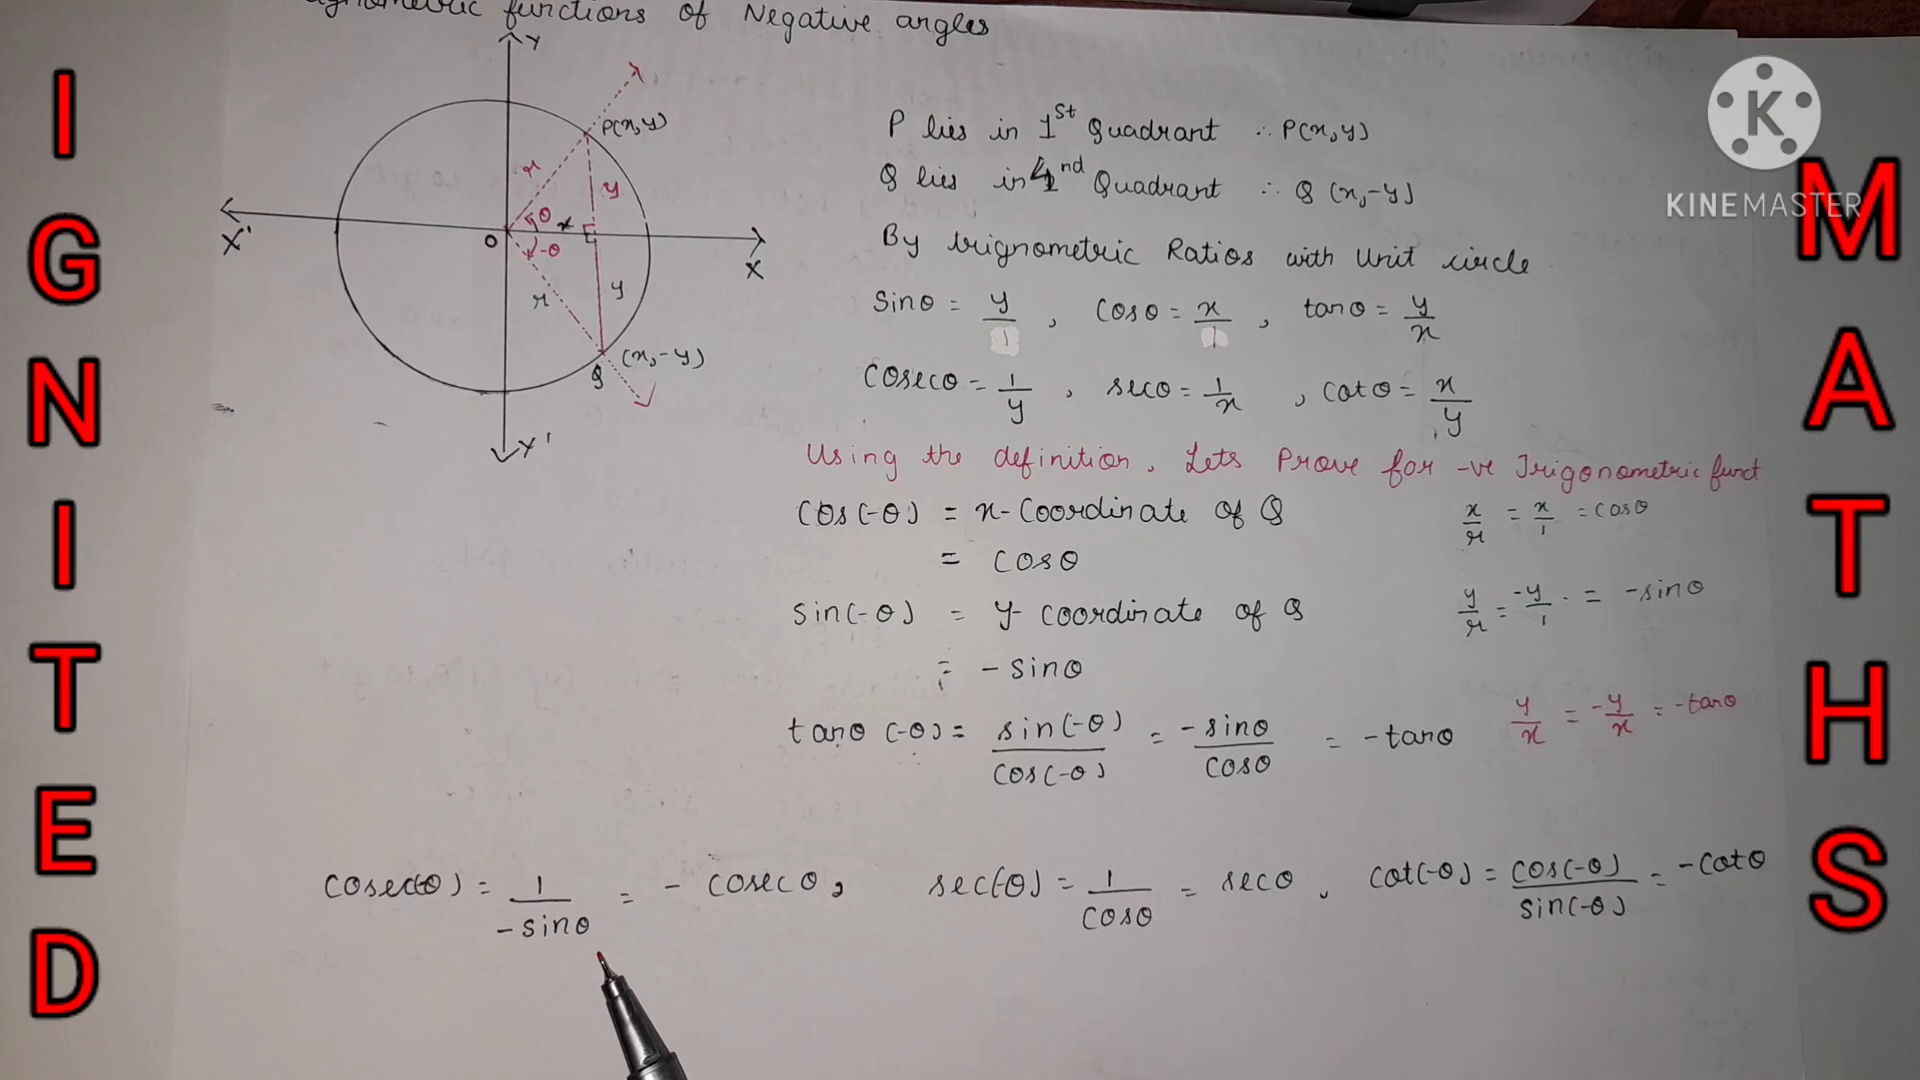 functions of Negative angles
Y
P(x,y)
r
y
θ
x
X'
O
-θ
X
r
y
(x,-y)
Q
Y'
P lies in 1st Quadrant ∴ P(x,y)
Q lies in 4nd Quadrant ∴ Q (x,-y)
By trignometric Ratios with Unit circle
Sinθ = y/1 , Cosθ = x/1 , tanθ = y/x
Cosecθ = 1/y , secθ = 1/x , cotθ = x/y
Using the definition, Lets Prove for -ve Trigonometric funct
Cos(-θ) = x-Coordinate of Q x/r = x/1 = cosθ
= cosθ
sin(-θ) = y-coordinate of Q y/r = -y/1 . = -sinθ
= -sinθ
tanθ (-θ) = sin(-θ)/cos(-θ) = -sinθ/cosθ = -tanθ y/x = -y/x = -tanθ
Cosec(-θ) = 1/-sinθ = - cosecθ, sec(-θ) = 1/cosθ = secθ , cot(-θ) = cos(-θ)/sin(-θ) = -cotθ
IGNITED
MATHS
K
KINEMASTER